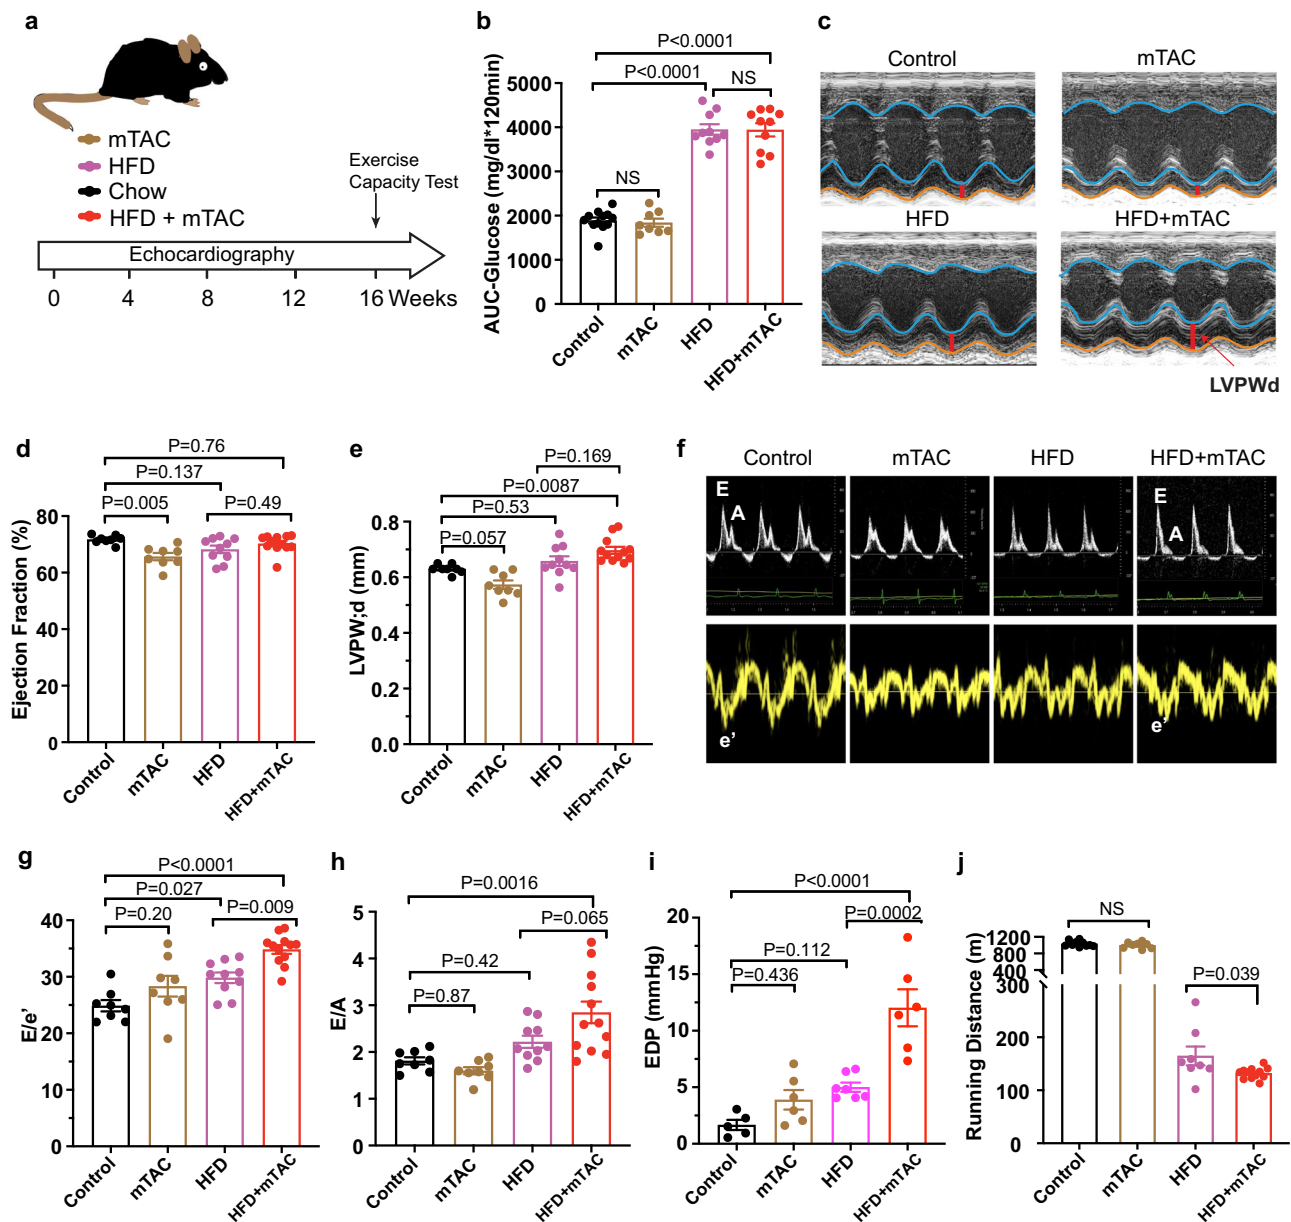 a
mTAC
HFD
Chow
HFD + mTAC
Exercise
Capacity Test
Echocardiography
0 4 8 12 16 Weeks
b
P<0.0001
P<0.0001
NS
NS
AUC-Glucose (mg/dl*120min)
5000
4000
3000
2000
1000
0
Control
mTAC
HFD
HFD+mTAC
c
Control
mTAC
HFD
HFD+mTAC
LVPWd
d
P=0.76
P=0.137
P=0.005
P=0.49
Ejection Fraction (%)
80
60
40
20
0
Control
mTAC
HFD
HFD+mTAC
e
P=0.169
P=0.0087
P=0.53
P=0.057
LVPW;d (mm)
0.8
0.6
0.4
0.2
0.0
Control
mTAC
HFD
HFD+mTAC
f
Control
mTAC
HFD
HFD+mTAC
E
A
E
A
e'
e'
g
P<0.0001
P=0.027
P=0.20
P=0.009
E/e'
40
30
20
10
0
Control
mTAC
HFD
HFD+mTAC
h
P=0.0016
P=0.065
P=0.42
P=0.87
E/A
5
4
3
2
1
0
Control
mTAC
HFD
HFD+mTAC
i
P<0.0001
P=0.0002
P=0.112
P=0.436
EDP (mmHg)
20
15
10
5
0
Control
mTAC
HFD
HFD+mTAC
j
NS
P=0.039
Running Distance (m)
1200
800
400
200
100
0
Control
mTAC
HFD
HFD+mTAC